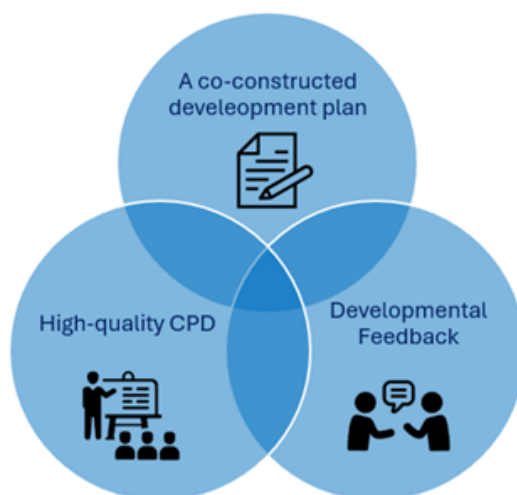 A co-constructed
develeopment plan
High-quality CPD
Developmental
Feedback